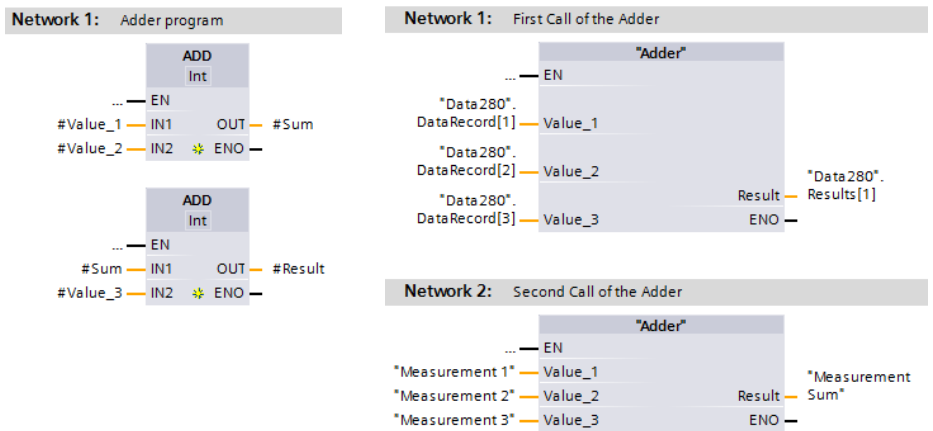 Network 1: Adder program
ADD
Int
... EN
#Value_1 IN1 OUT #Sum
#Value_2 IN2 ENO
ADD
Int
... EN
#Sum IN1 OUT #Result
#Value_3 IN2 ENO
Network 1: First Call of the Adder
"Adder"
... EN
"Data280".
DataRecord[1] Value_1
"Data280".
DataRecord[2] Value_2
"Data280".
DataRecord[3] Value_3
"Data280".
Result Results[1]
ENO
Network 2: Second Call of the Adder
"Adder"
... EN
"Measurement 1" Value_1
"Measurement 2" Value_2
"Measurement 3" Value_3
"Measurement
Result Sum"
ENO